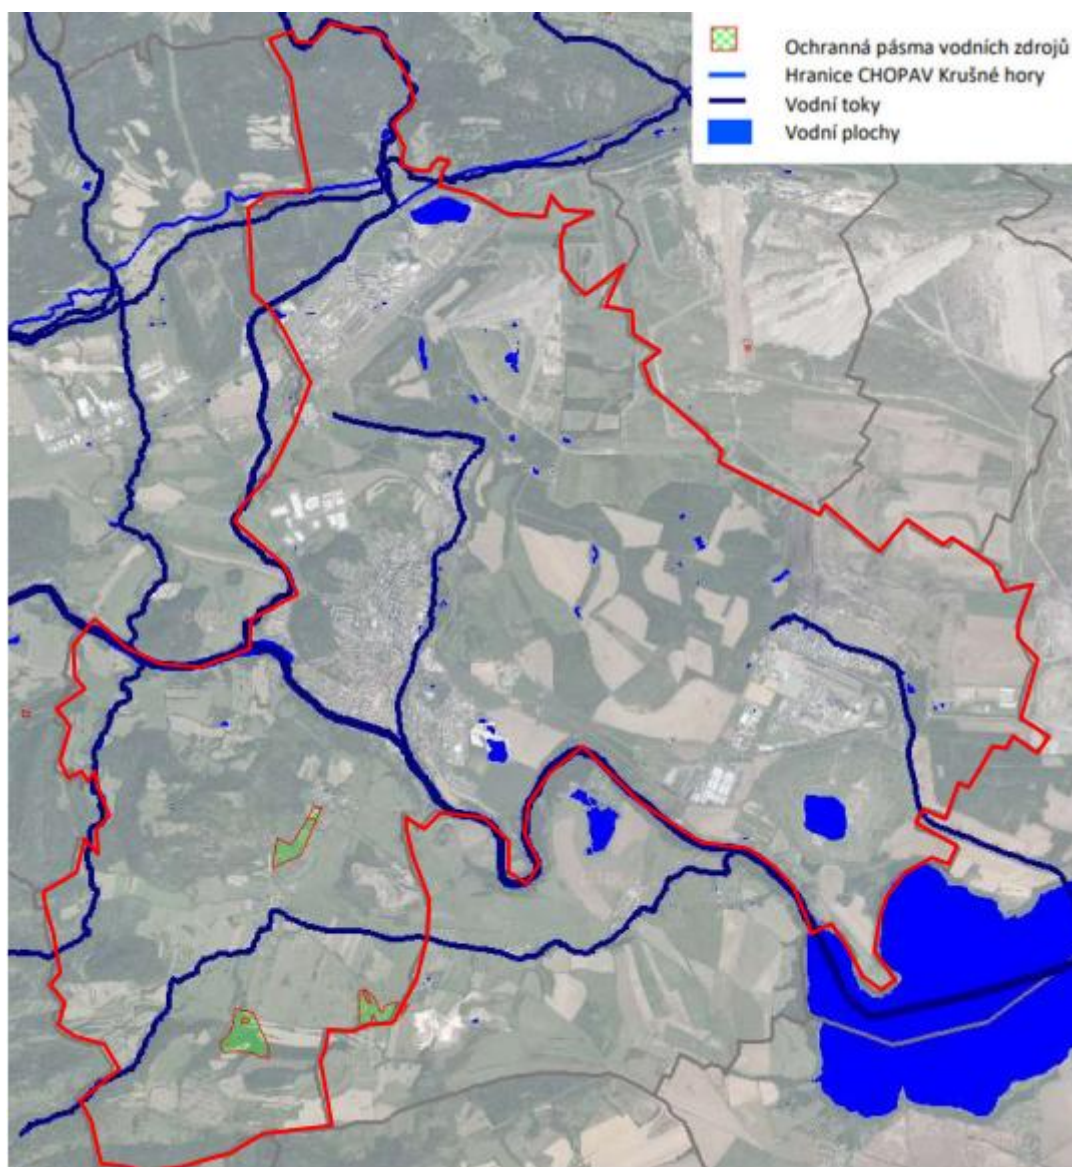 Ochranná pásma vodních zdrojů
Hranice CHOPAV Krušné hory
Vodní toky
Vodní plochy